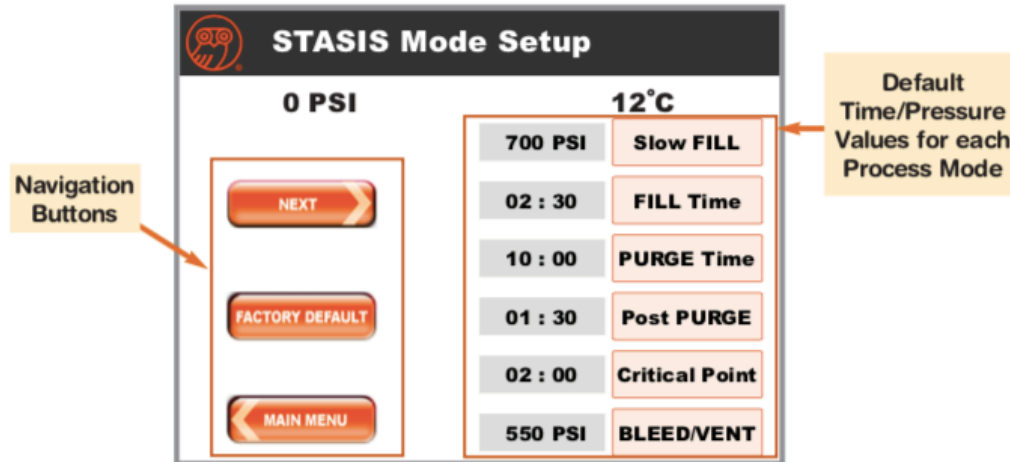 STASIS Mode Setup
0 PSI
12°C
Default
Time/Pressure
Values for each
Process Mode
Navigation
Buttons
NEXT
FACTORY DEFAULT
MAIN MENU
700 PSI Slow FILL
02 : 30 FILL Time
10 : 00 PURGE Time
01 : 30 Post PURGE
02 : 00 Critical Point
550 PSI BLEED/VENT